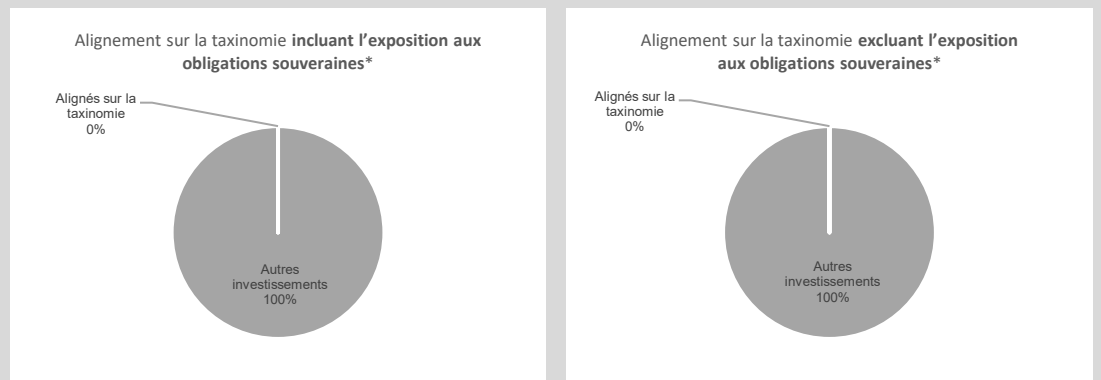 Alignement sur la taxinomie incluant l’exposition aux
obligations souveraines*
Alignés sur la
taxinomie
0%
Autres
investissements
100%
Alignement sur la taxinomie excluant l’exposition
aux obligations souveraines*
Alignés sur la
taxinomie
0%
Autres
investissements
100%